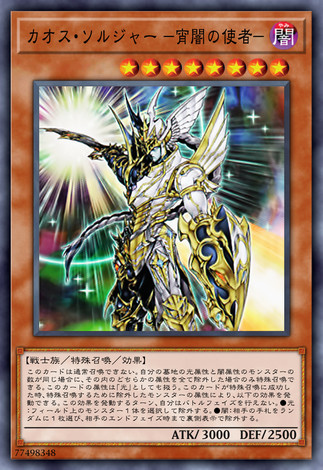 カオス・ソルジャー －宵闇の使者－
やみ
闇
【戦士族／特殊召喚／効果】
このカードは通常召喚できない。自分の墓地の光属性と闇属性のモンスターの
数が同じ場合に、その内のどちらかの属性を全て除外した場合のみ特殊召喚でき
る。このカードの属性は「光」としても扱う。このカードが特殊召喚に成功した
時、特殊召喚するために除外したモンスターの属性により、以下の効果を発
動できる。この効果を発動するターン、自分はバトルフェイズを行えない。●光
：フィールド上のモンスター１体を選択して除外する。●闇：相手の手札をラン
ダムに１枚選び、相手のエンドフェイズ時まで裏側表示で除外する。
ATK/ 3000 DEF/2500
77498348